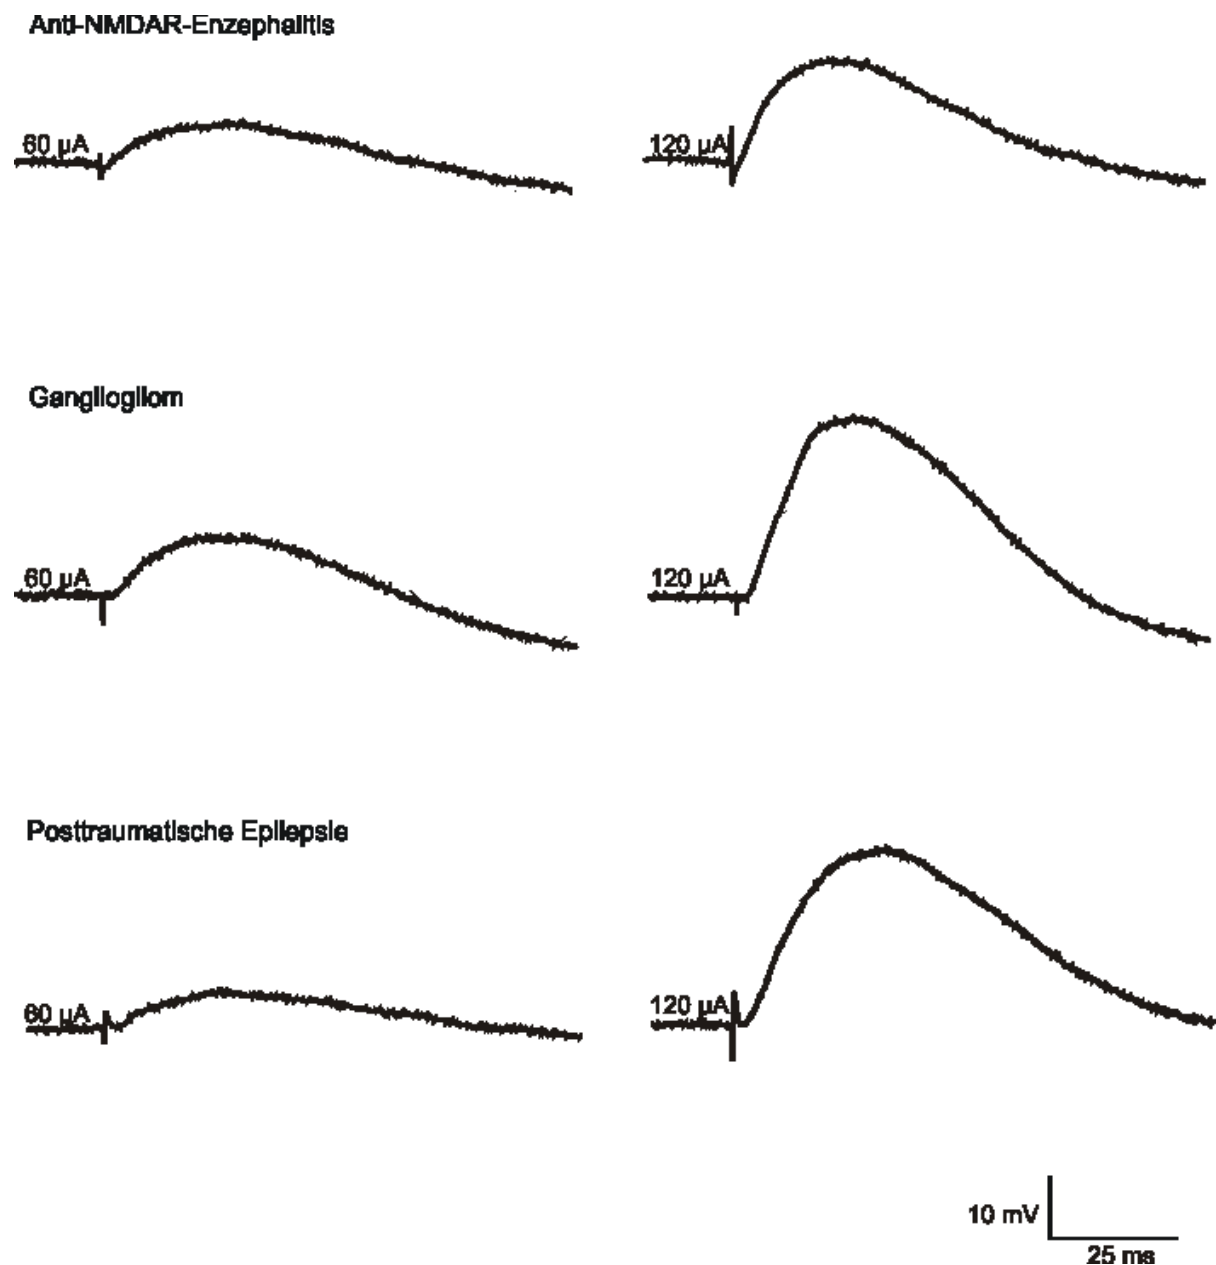 Anti-NMDAR-Enzephalitis
60 µA
120 µA
Gangliogliom
60 µA
120 µA
Posttraumatische Epilepsie
60 µA
120 µA
10 mV
25 ms